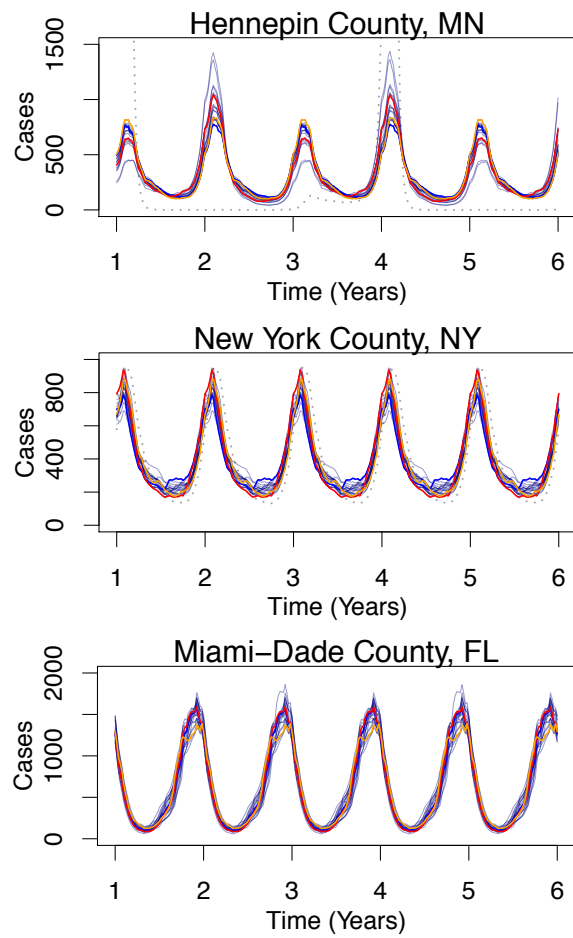 Hennepin County, MN
1500
500
0
Cases
1 2 3 4 5 6
Time (Years)
New York County, NY
800
400
0
Cases
1 2 3 4 5 6
Time (Years)
Miami−Dade County, FL
2000
1000
0
Cases
1 2 3 4 5 6
Time (Years)